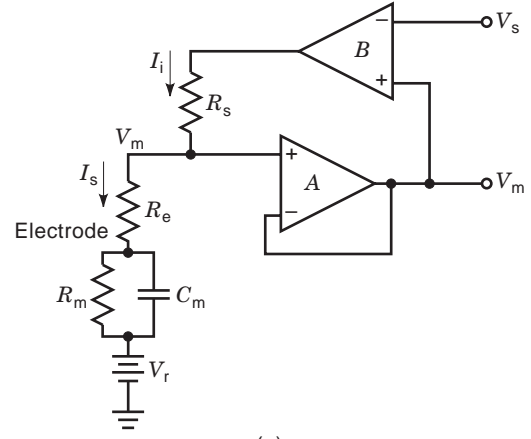 − V_s
B
I_i
+
R_s
V_m
I_s
+
A
V_m
−
R_e
Electrode
R_m
C_m
V_r